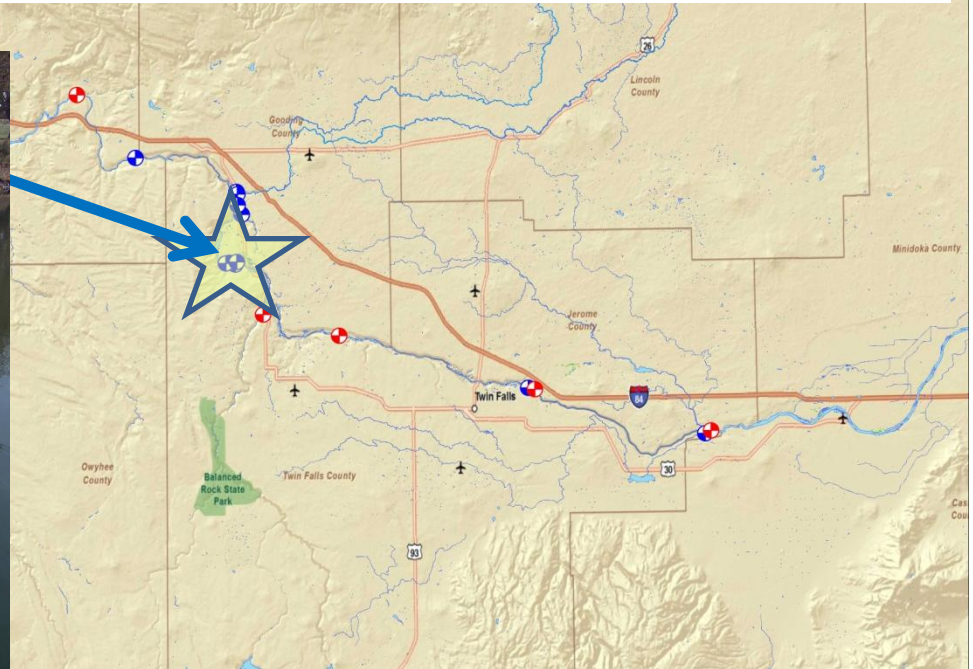 26
Lincoln
County
Gooding
County
Minidoka County
Jerome
County
Twin Falls
84
30
Owyhee
County
Twin Falls County
Balanced
Rock State
Park
93